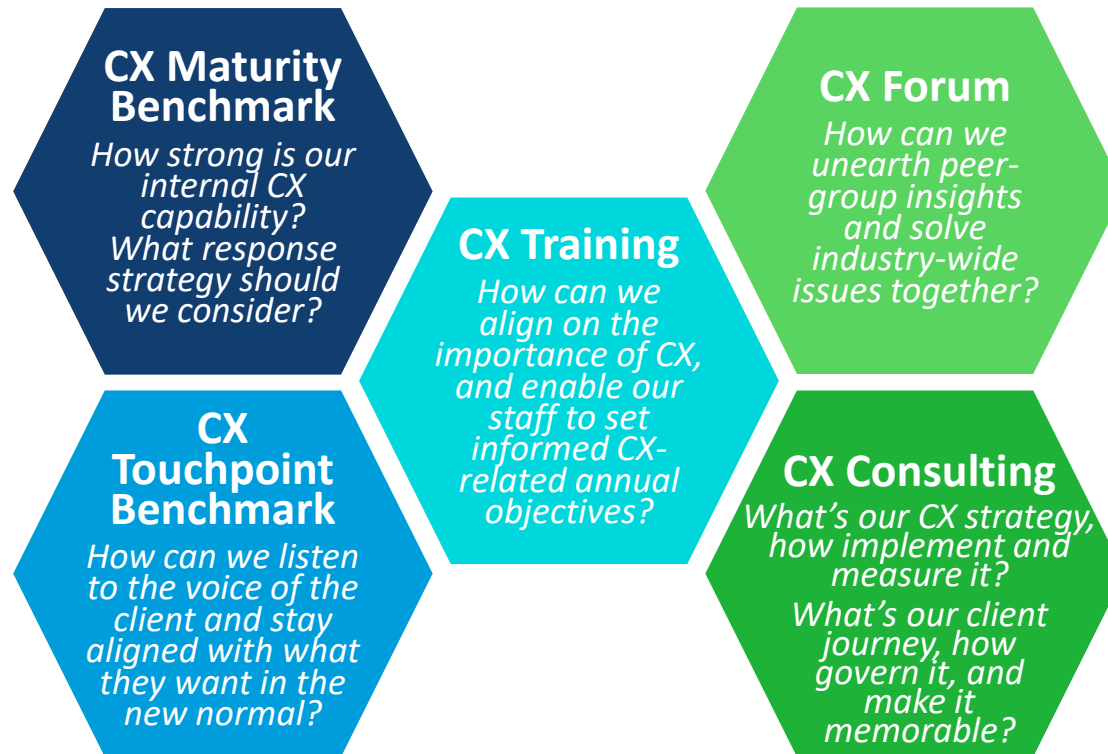 CX Maturity
Benchmark
How strong is our
internal CX
capability?
What response
strategy should
we consider?
CX Forum
How can we
unearth peer-
group insights
and solve
industry-wide
issues together?
CX Training
How can we
align on the
importance of CX,
and enable our
staff to set
informed CX-
related annual
objectives?
CX
Touchpoint
Benchmark
How can we listen
to the voice of the
client and stay
aligned with what
they want in the
new normal?
CX Consulting
What’s our CX strategy,
how implement and
measure it?
What’s our client
journey, how
govern it, and
make it
memorable?